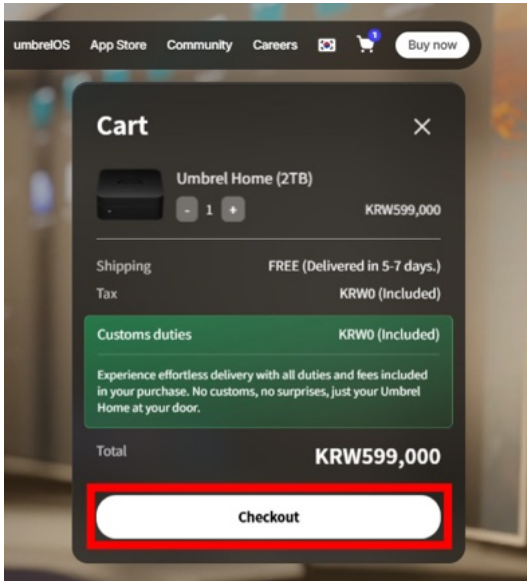 umbrelOS App Store Community Careers 1 Buy now
Cart
Umbrel Home (2TB)
- 1 + KRW599,000
Shipping FREE (Delivered in 5-7 days.)
Tax KRW0 (Included)
Customs duties KRW0 (Included)
Experience effortless delivery with all duties and fees included
in your purchase. No customs, no surprises, just your Umbrel
Home at your door.
Total KRW599,000
Checkout